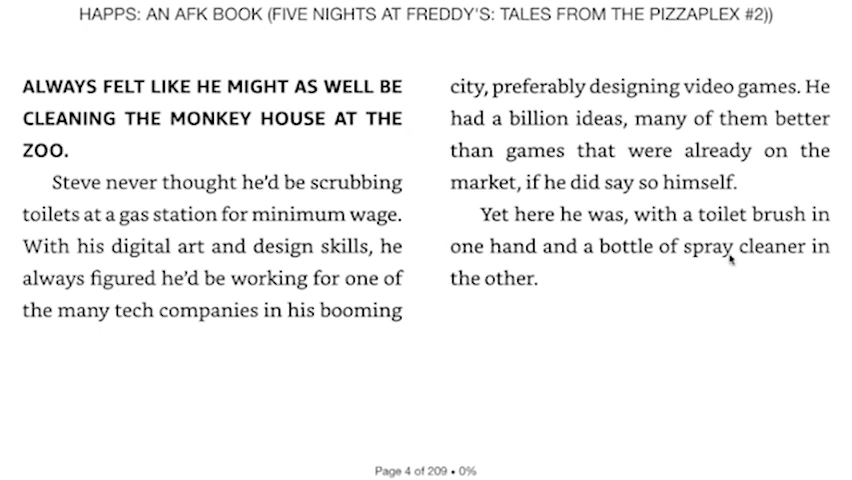 HAPPS: AN AFK BOOK (FIVE NIGHTS AT FREDDY'S: TALES FROM THE PIZZAPLEX #2))
ALWAYS FELT LIKE HE MIGHT AS WELL BE
CLEANING THE MONKEY HOUSE AT THE
ZOO.
Steve never thought he'd be scrubbing
toilets at a gas station for minimum wage.
With his digital art and design skills, he
always figured he'd be working for one of
the many tech companies in his booming
city, preferably designing video games. He
had a billion ideas, many of them better
than games that were already on the
market, if he did say so himself.
Yet here he was, with a toilet brush in
one hand and a bottle of spray cleaner in
the other.
Page 4 of 209 • 0%